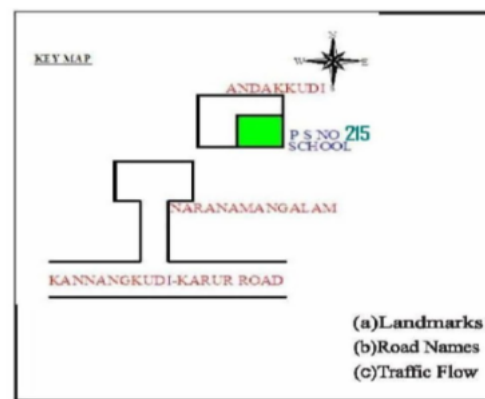 N
KEY MAP
W E
S
ANDAKKUDI
P S NO 215
SCHOOL
NARANAMANGALAM
KANNANGKUDI-KARUR ROAD
(a)Landmarks
(b)Road Names
(c)Traffic Flow